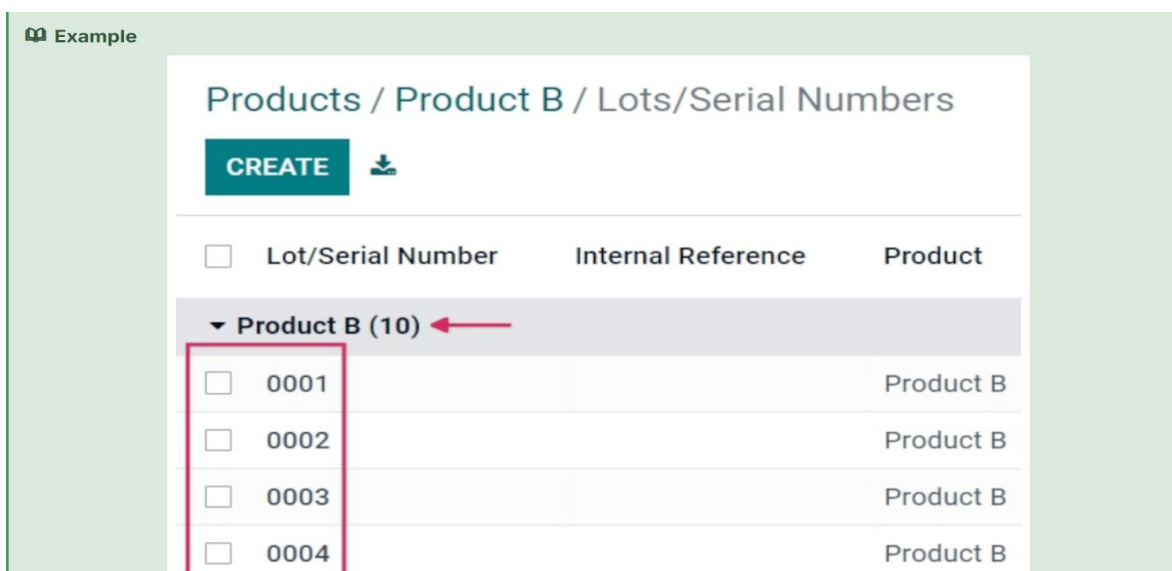 Example
Products / Product B / Lots/Serial Numbers
CREATE
Lot/Serial Number Internal Reference Product
Product B (10)
0001 Product B
0002 Product B
0003 Product B
0004 Product B